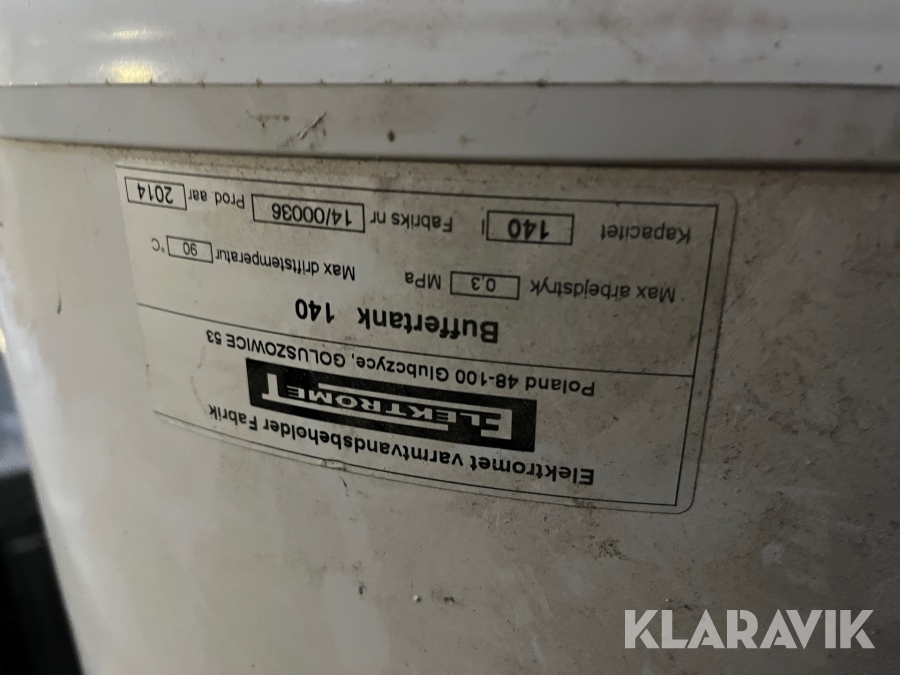 Elektromet varmtvandsbeholder Fabrik
ELEKTROMET
Poland 48-100 Glubczyce, GOLUSZOWICE 53
Buffertank 140
Max arbejdstryk 0,3 MPa Max driftstemperatur 90 °C
Kapacitet 140 l Fabriks nr 14/00036 Prod. aar 2014
KLARAVIK